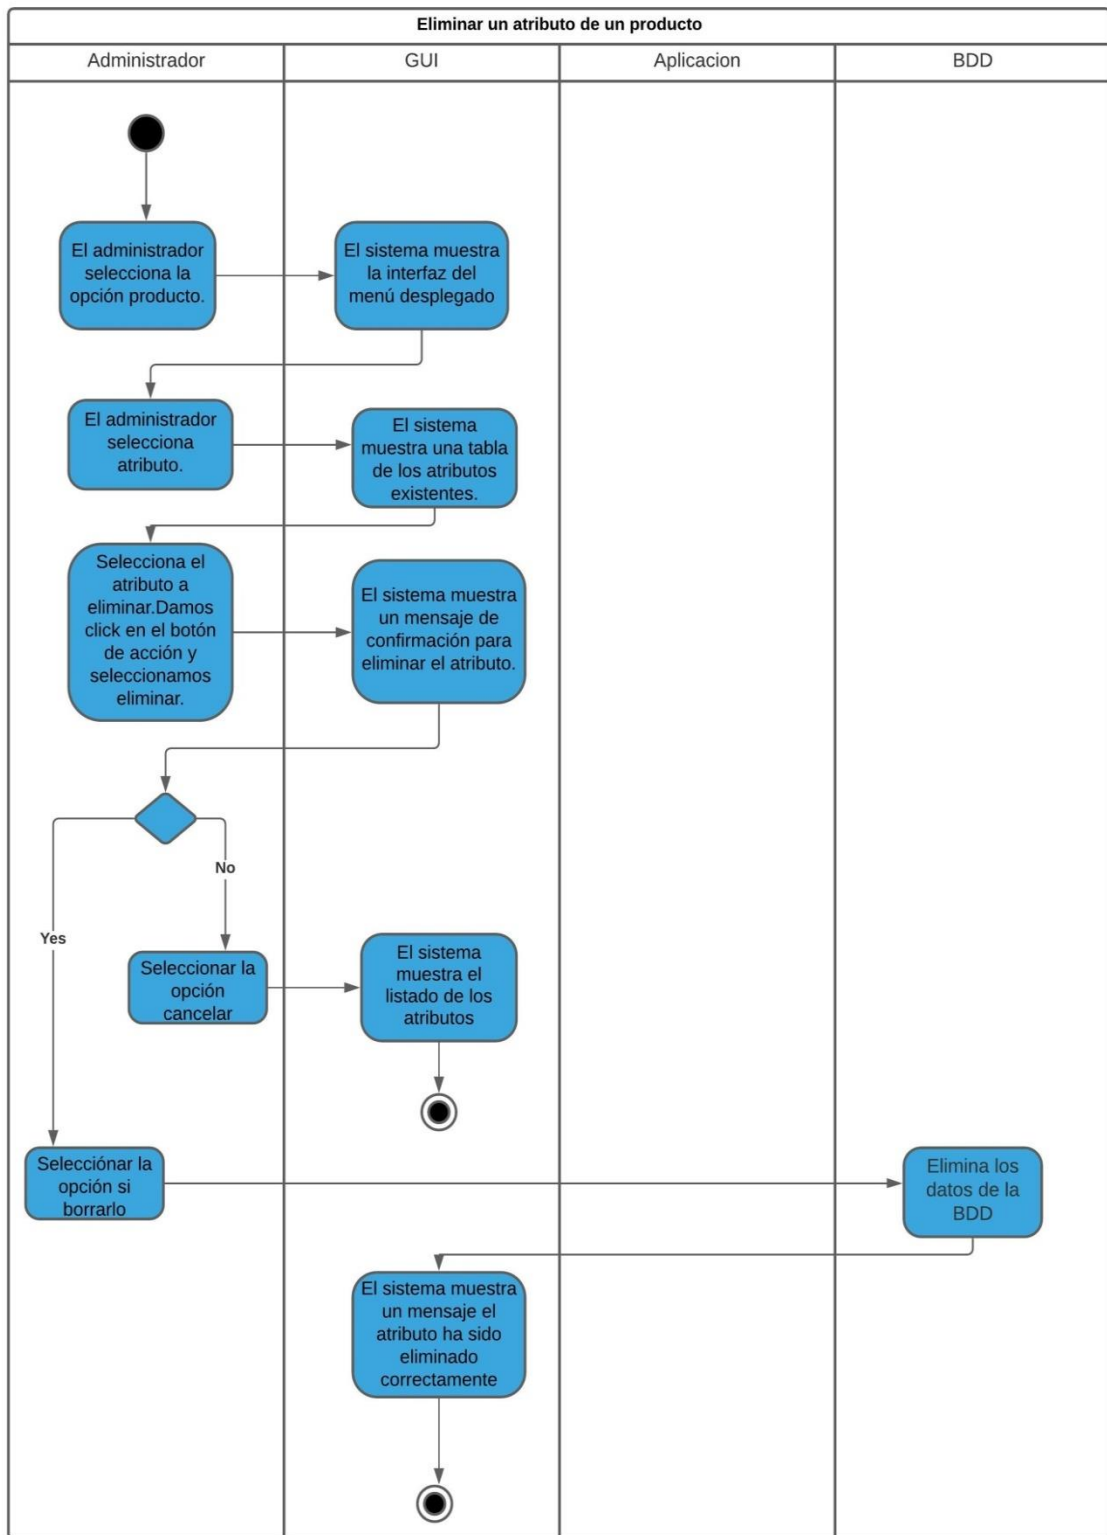 Eliminar un atributo de un producto
Administrador
GUI
Aplicacion
BDD
El administrador
selecciona la
opción producto.
El sistema muestra
la interfaz del
menú desplegado
El administrador
selecciona
atributo.
El sistema
muestra una tabla
de los atributos
existentes.
Selecciona el
atributo a
eliminar.Damos
click en el botón
de acción y
seleccionamos
eliminar.
El sistema muestra
un mensaje de
confirmación para
eliminar el atributo.
No
Yes
Seleccionar la
opción
cancelar
El sistema
muestra el
listado de los
atributos
Selecciónar la
opción si
borrarlo
Elimina los
datos de la
BDD
El sistema muestra
un mensaje el
atributo ha sido
eliminado
correctamente